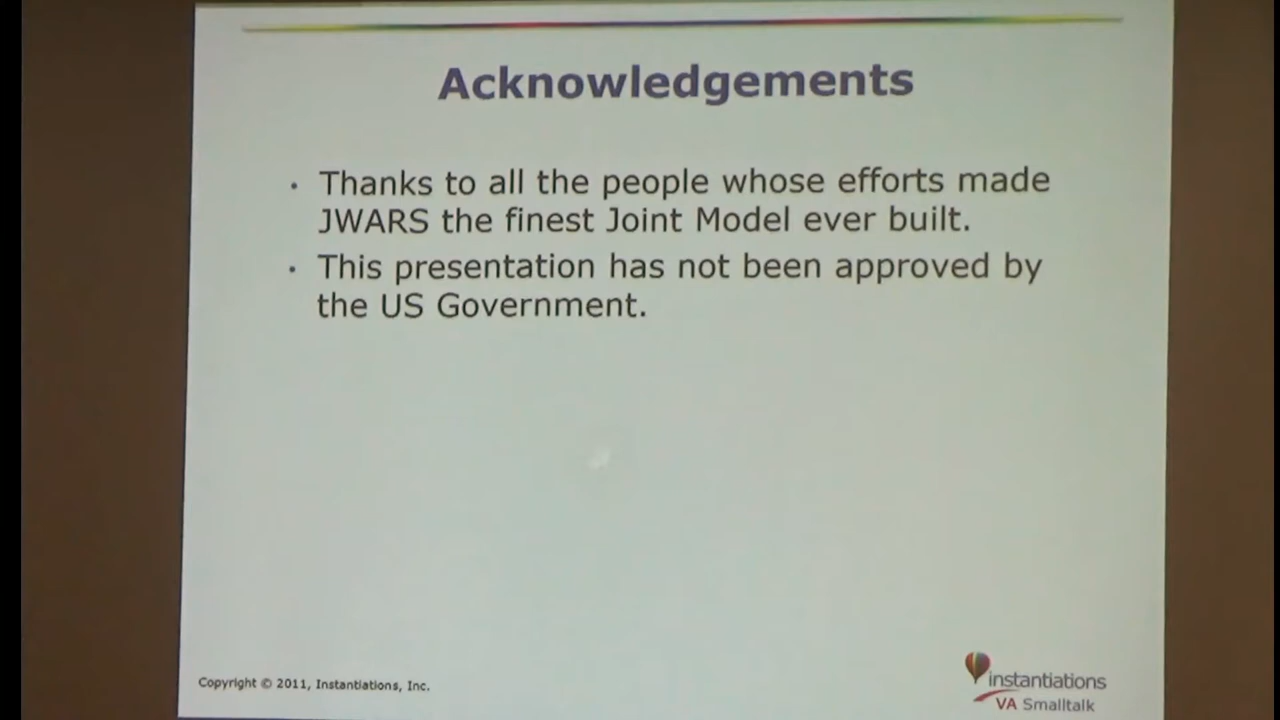 Acknowledgements
• Thanks to all the people whose efforts made
JWARS the finest Joint Model ever built.
• This presentation has not been approved by
the US Government.
Copyright © 2011, Instantiations, Inc.
instantiations
VA Smalltalk